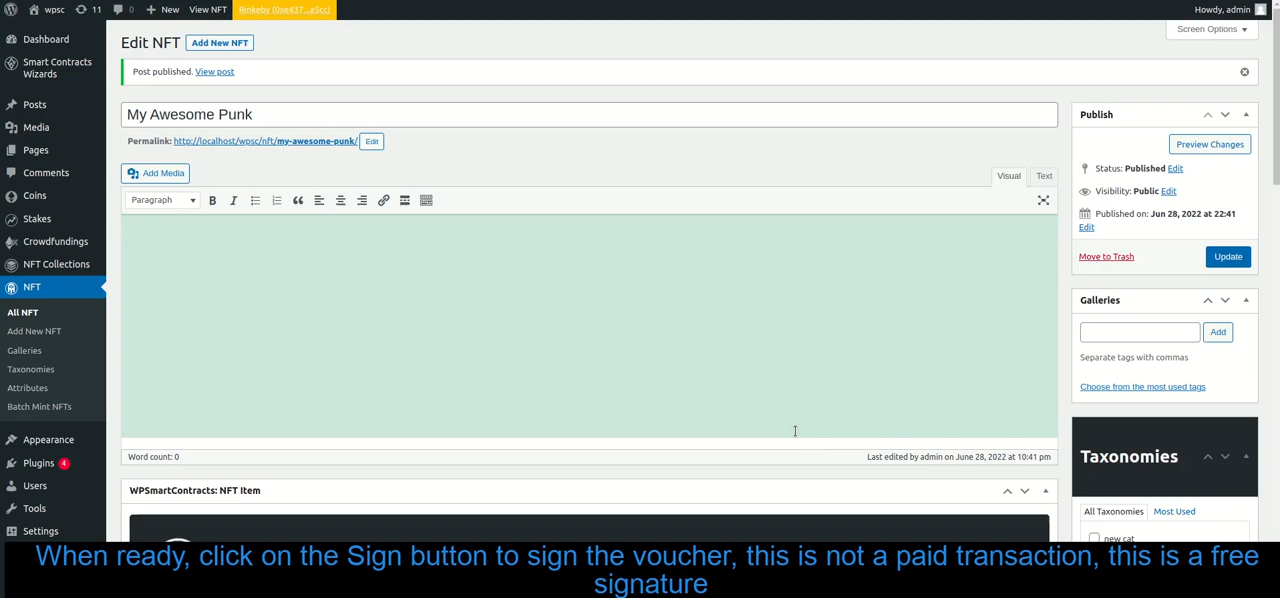 wpsc 11 0 New View NFT Rinkeby (0xe437...a5cc) Howdy, admin
Screen Options
Dashboard
Smart Contracts
Wizards
Posts
Media
Pages
Comments
Coins
Stakes
Crowdfundings
NFT Collections
NFT
All NFT
Add New NFT
Galleries
Taxonomies
Attributes
Batch Mint NFTs
Appearance
Plugins 4
Users
Tools
Settings
Edit NFT Add New NFT
Post published. View post
My Awesome Punk
Permalink: http://localhost/wpsc/nft/my-awesome-punk/ Edit
Add Media
Visual Text
Paragraph
Word count: 0 Last edited by admin on June 28, 2022 at 10:41 pm
WPSmartContracts: NFT Item
Publish
Preview Changes
Status: Published Edit
Visibility: Public Edit
Published on: Jun 28, 2022 at 22:41
Edit
Move to Trash Update
Galleries
Add
Separate tags with commas
Choose from the most used tags
Taxonomies
All Taxonomies Most Used
new cat
When ready, click on the Sign button to sign the voucher, this is not a paid transaction, this is a free
signature